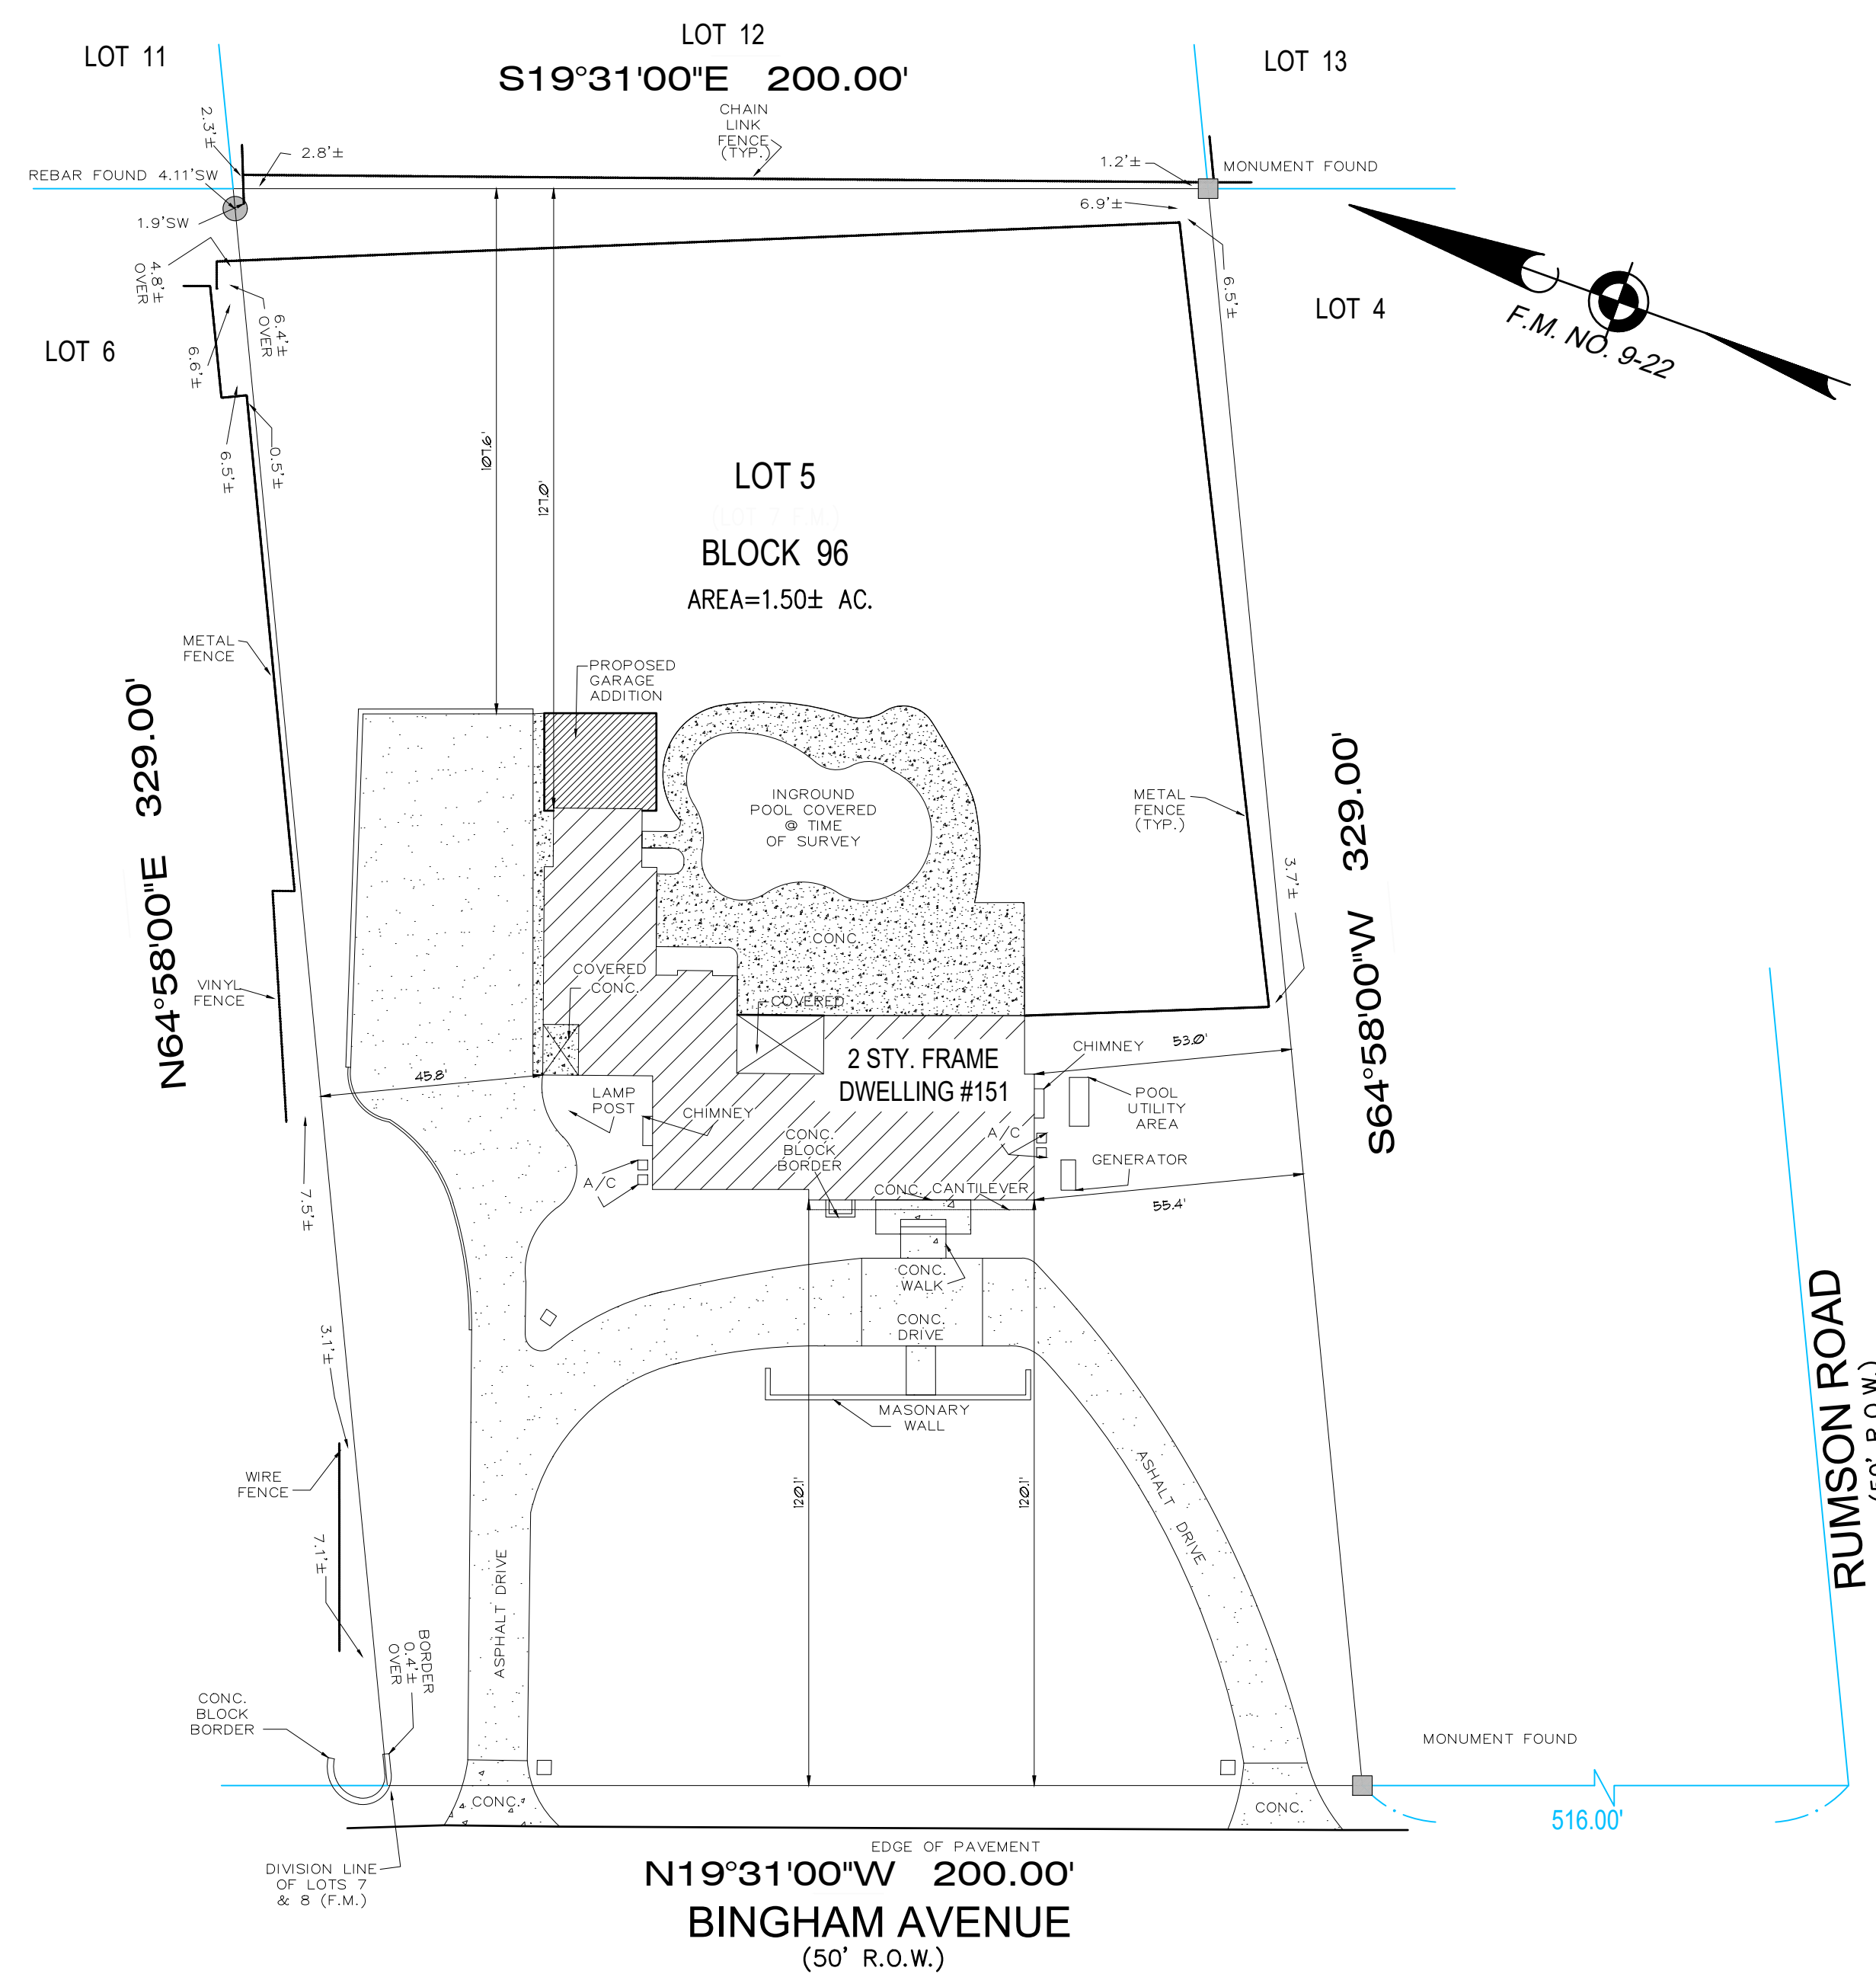 LOT 11
LOT 12
LOT 13
S19°31'00"E 200.00'
CHAIN
LINK
FENCE
(TYP.)
2.3'±
2.8'±
1.2'±
MONUMENT FOUND
REBAR FOUND 4.11'SW
1.9'SW
6.9'±
4.8'±
OVER
6.4'±
OVER
6.5'±
LOT 4
F.M. NO. 9-22
LOT 6
6.6'±
6.5'±
0.5'±
107.6'
127.0'
LOT 5
(LOT 7 F.M.)
BLOCK 96
AREA=1.50± AC.
METAL
FENCE
PROPOSED
GARAGE
ADDITION
N64°58'00"E 329.00'
S64°58'00"W 329.00'
INGROUND
POOL COVERED
@ TIME
OF SURVEY
METAL
FENCE
(TYP.)
3.7'±
CONC.
COVERED
CONC.
COVERED
VINYL
FENCE
2 STY. FRAME
DWELLING #151
CHIMNEY
53.0'
45.8'
LAMP
POST
CHIMNEY
POOL
UTILITY
AREA
CONC.
BLOCK
BORDER
A/C
GENERATOR
A/C
CONC.
CANTILEVER
55.4'
7.5'±
CONC.
WALK
CONC.
DRIVE
3.1'±
MASONARY
WALL
RUMSON ROAD
(50' R.O.W.)
WIRE
FENCE
120.1'
120.1'
ASHALT DRIVE
7.1'±
ASPHALT DRIVE
BORDER
0.4'±
OVER
CONC.
BLOCK
BORDER
MONUMENT FOUND
CONC.
CONC.
516.00'
EDGE OF PAVEMENT
DIVISION LINE
OF LOTS 7
& 8 (F.M.)
N19°31'00"W 200.00'
BINGHAM AVENUE
(50' R.O.W.)